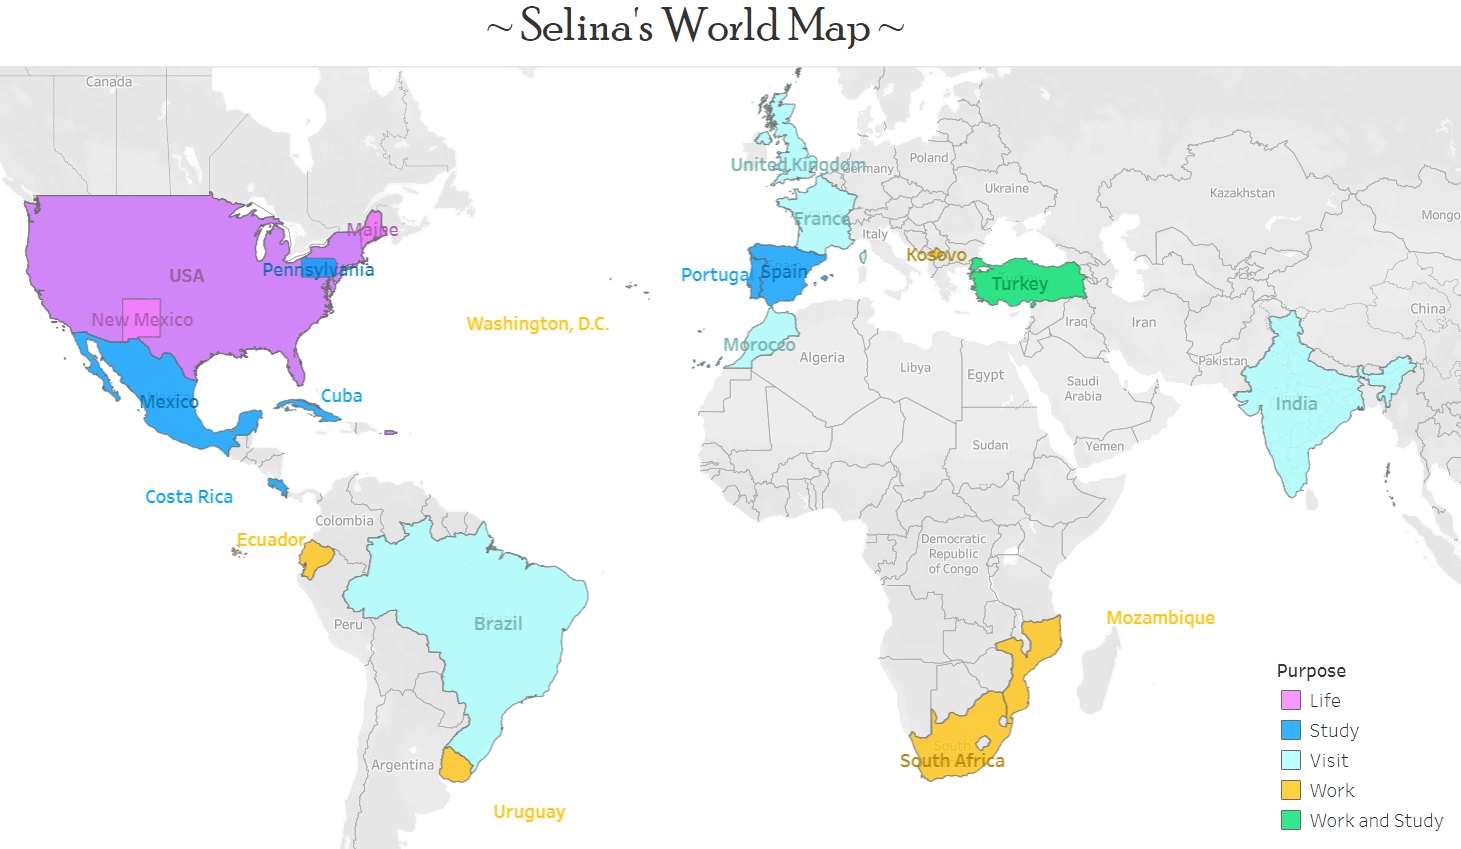 ~ Selina's World Map ~
Canada
United Kingdom
Germany
Poland
Ukraine
Kazakhstan
Mongo
Maine
France
Italy
USA
Pennsylvania
Portugal
Spain
Kosovo
Turkey
New Mexico
Washington, D.C.
Morocco
Algeria
Libya
Egypt
Iraq
Iran
Pakistan
China
Saudi
Arabia
Mexico
Cuba
India
Sudan
Yemen
Costa Rica
Colombia
Ecuador
Democratic
Republic
of Congo
Peru
Brazil
Mozambique
Argentina
South
South Africa
Uruguay
Purpose
Life
Study
Visit
Work
Work and Study